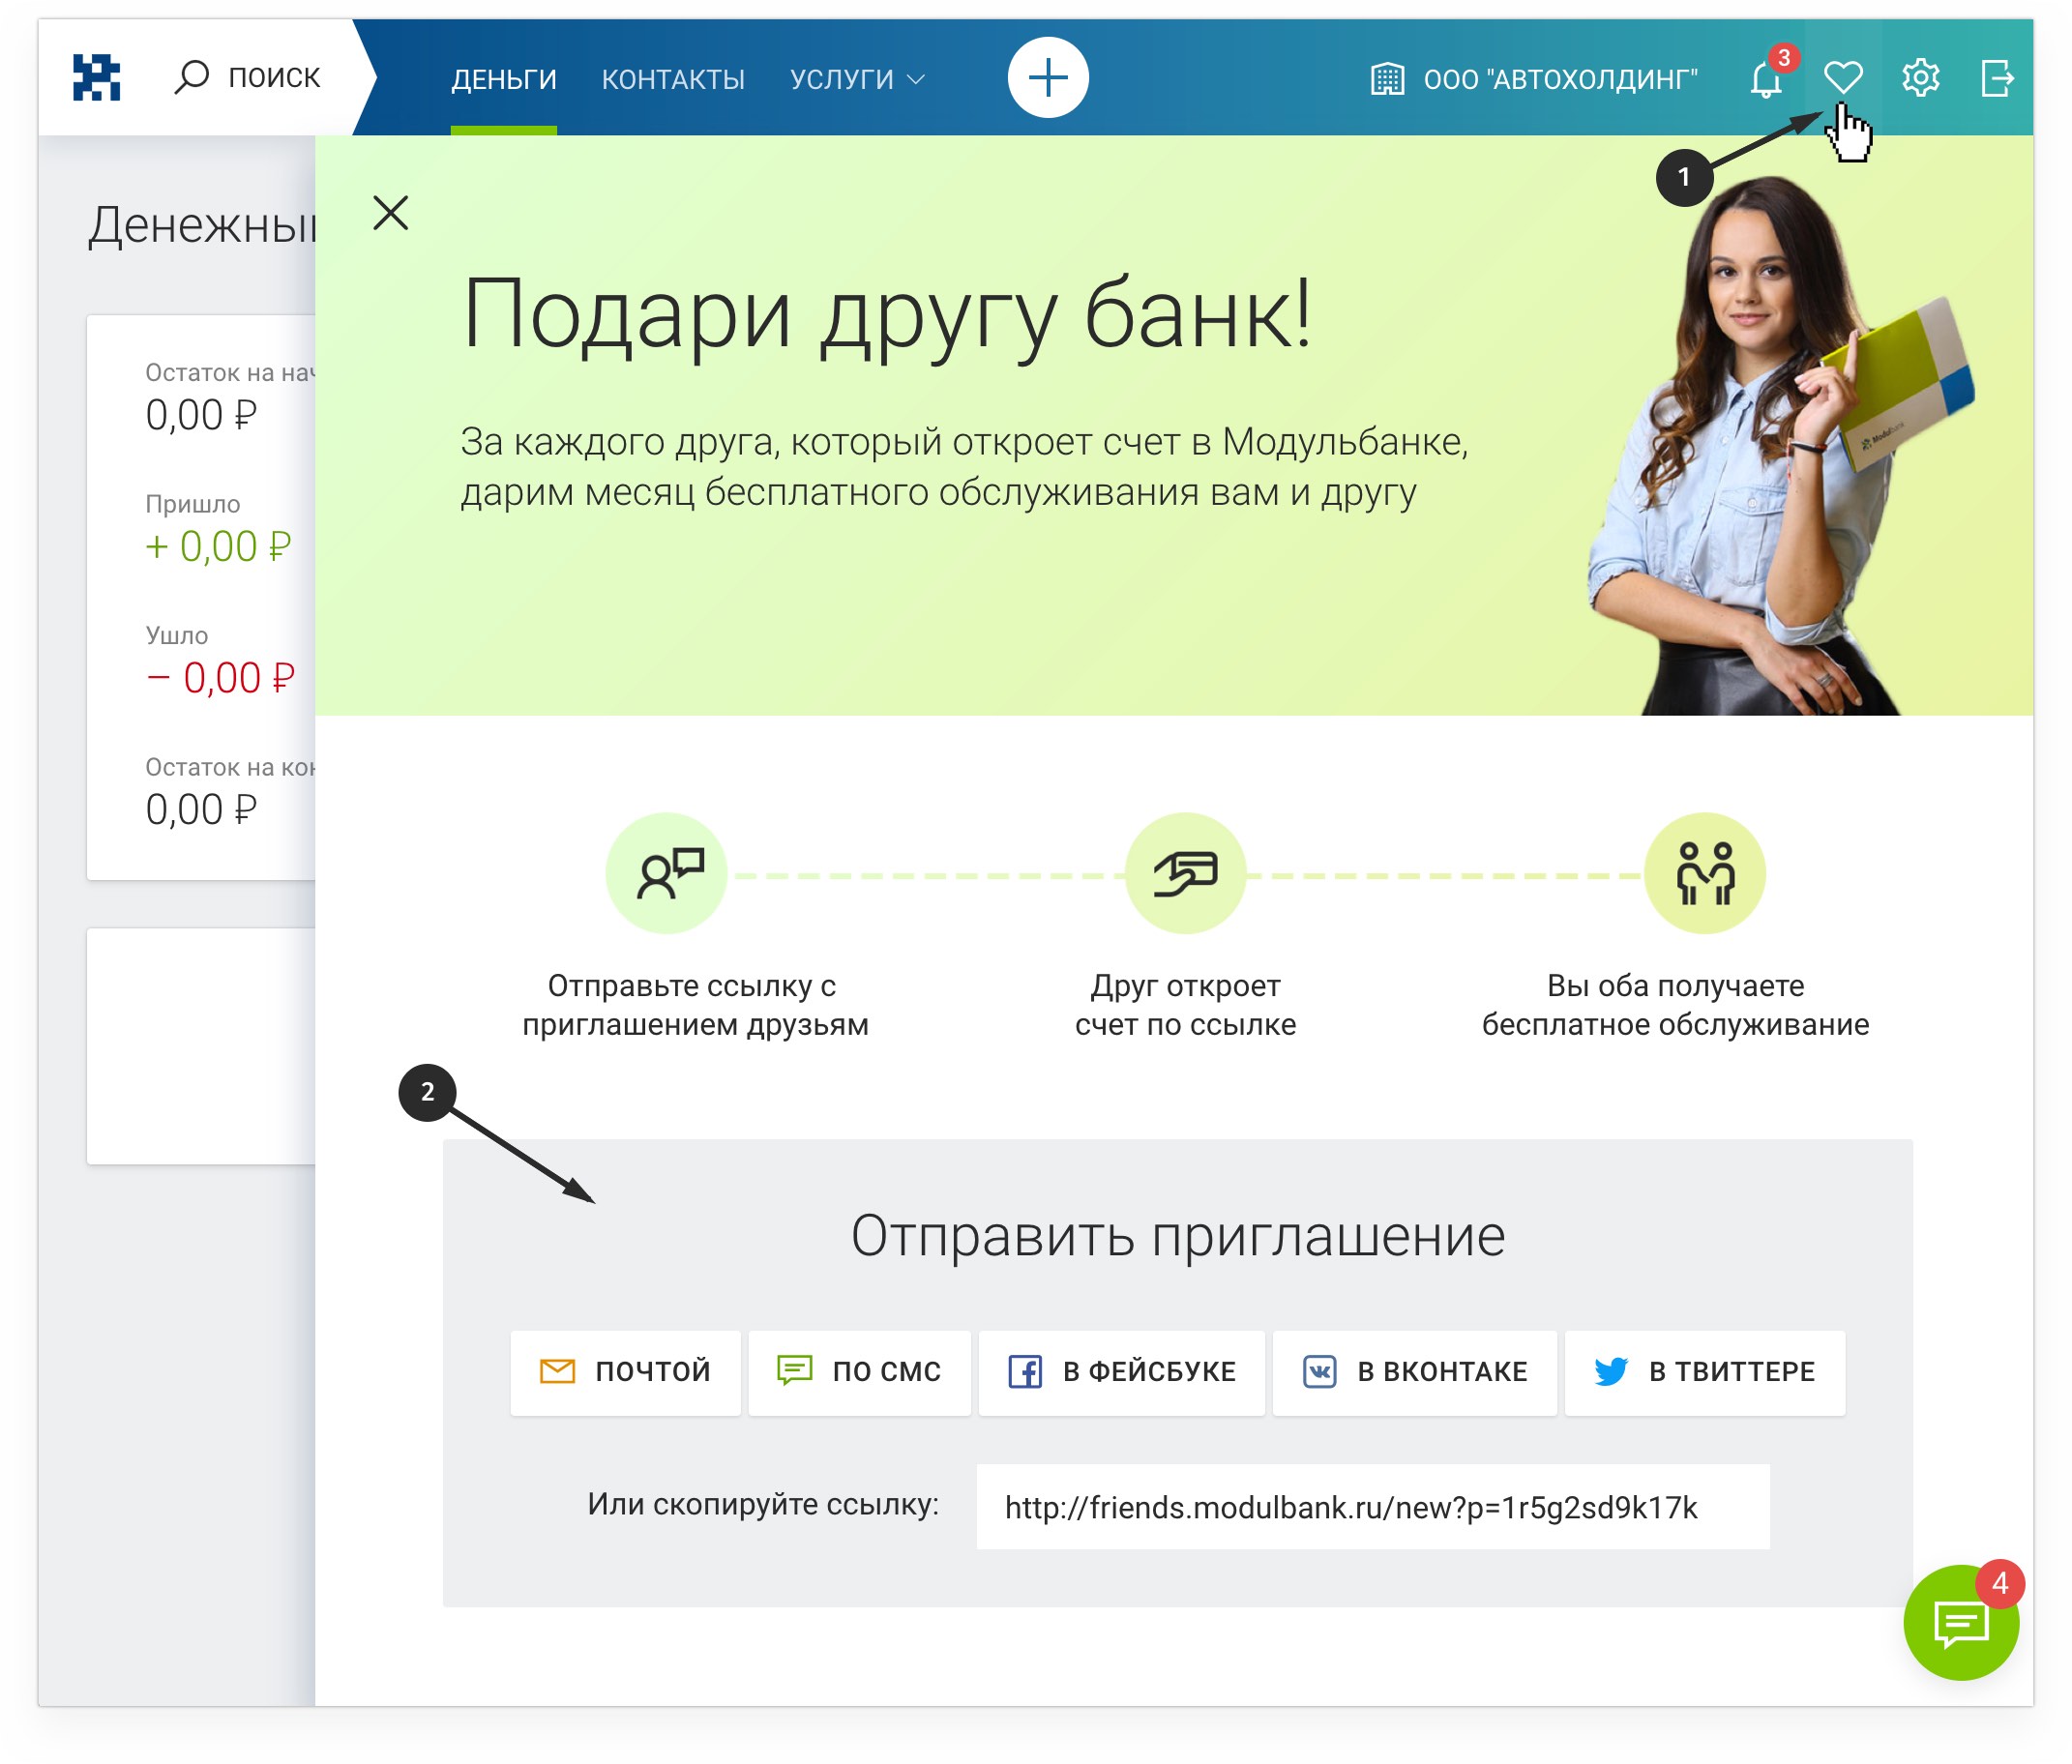 ПОИСК
ДЕНЬГИ
КОНТАКТЫ
УСЛУГИ
ООО "АВТОХОЛДИНГ"
3
1
Денежны
Остаток на нач
0,00 ₽
Пришло
+ 0,00 ₽
Ушло
– 0,00 ₽
Остаток на кон
0,00 ₽
Подари другу банк!
За каждого друга, который откроет счет в Модульбанке,
дарим месяц бесплатного обслуживания вам и другу
Modulbank
Отправьте ссылку с
приглашением друзьям
Друг откроет
счет по ссылке
Вы оба получаете
бесплатное обслуживание
2
Отправить приглашение
ПОЧТОЙ
ПО СМС
В ФЕЙСБУКЕ
В ВКОНТАКЕ
В ТВИТТЕРЕ
Или скопируйте ссылку:
http://friends.modulbank.ru/new?p=1r5g2sd9k17k
4